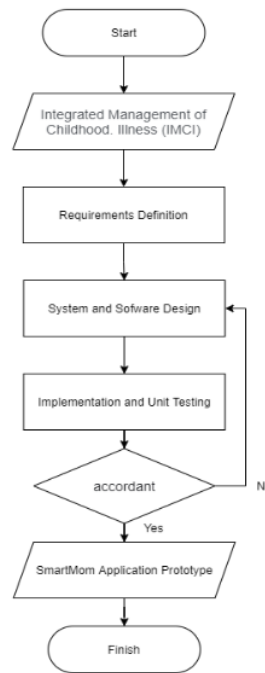 Start
Integrated Management of
Childhood. Illness (IMCI)
Requirements Definition
System and Sofware Design
Implementation and Unit Testing
accordant
N
Yes
SmartMom Application Prototype
Finish